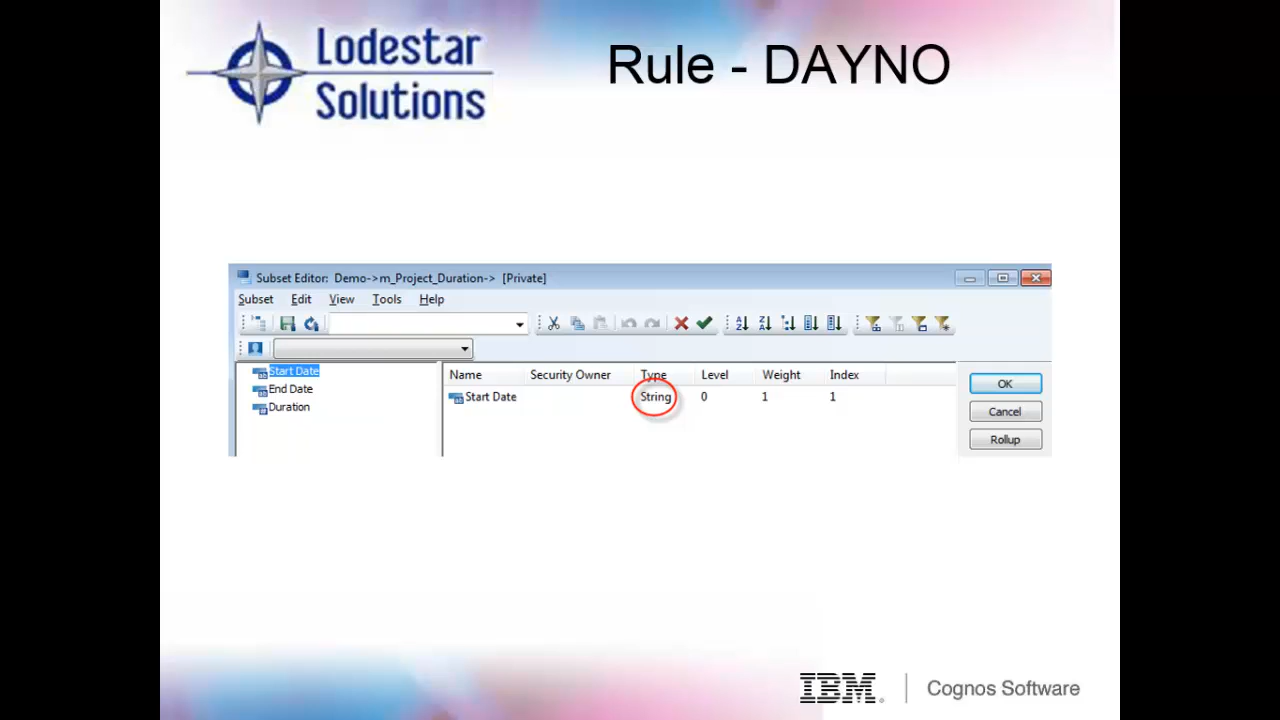 Lodestar
Solutions
Rule - DAYNO
Subset Editor: Demo->m_Project_Duration-> [Private]
Subset Edit View Tools Help
Start Date
End Date
Duration
Name Security Owner Type Level Weight Index
Start Date String 0 1 1
OK
Cancel
Rollup
IBM® | Cognos Software